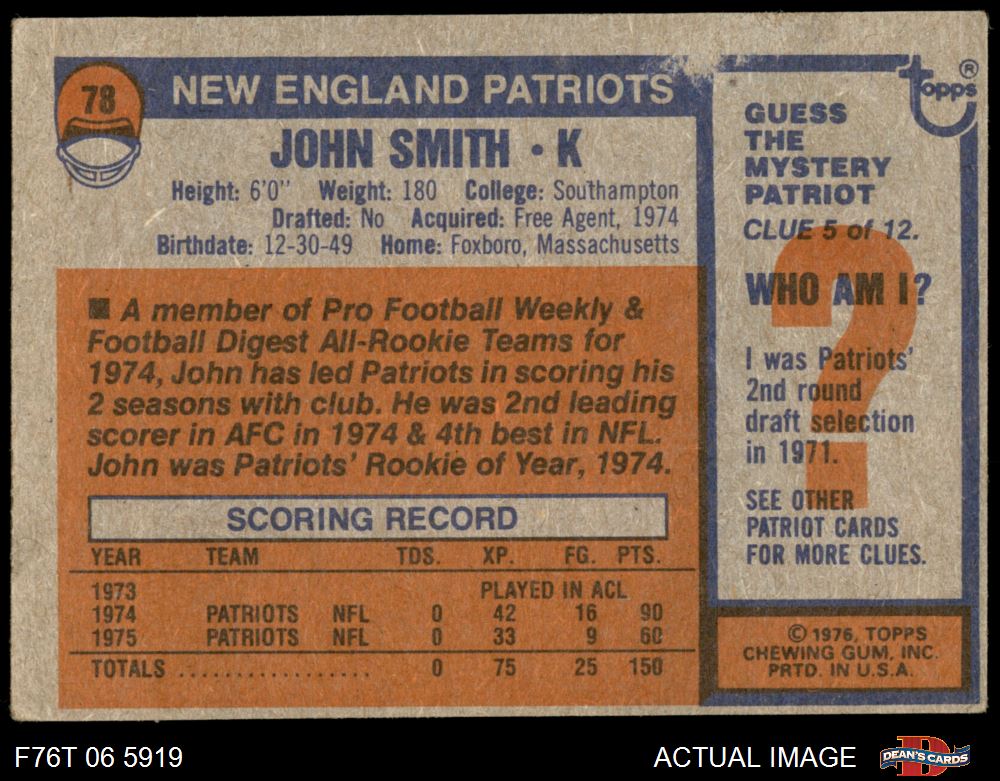 78
NEW ENGLAND PATRIOTS
JOHN SMITH • K
Height: 6'0" Weight: 180 College: Southampton
Drafted: No Acquired: Free Agent, 1974
Birthdate: 12-30-49 Home: Foxboro, Massachusetts
■ A member of Pro Football Weekly &
Football Digest All-Rookie Teams for
1974, John has led Patriots in scoring his
2 seasons with club. He was 2nd leading
scorer in AFC in 1974 & 4th best in NFL.
John was Patriots' Rookie of Year, 1974.
SCORING RECORD
YEAR TEAM TDS. XP. FG. PTS.
1973 PLAYED IN ACL
1974 PATRIOTS NFL 0 42 16 90
1975 PATRIOTS NFL 0 33 9 60
TOTALS .................. 0 75 25 150
topps®
GUESS
THE
MYSTERY
PATRIOT
CLUE 5 of 12.
?
WHO AM I?
I was Patriots'
2nd round
draft selection
in 1971.
SEE OTHER
PATRIOT CARDS
FOR MORE CLUES.
© 1976, TOPPS
CHEWING GUM, INC.
PRTD. IN U.S.A.
F76T 06 5919
ACTUAL IMAGE
D
DEAN'S CARDS